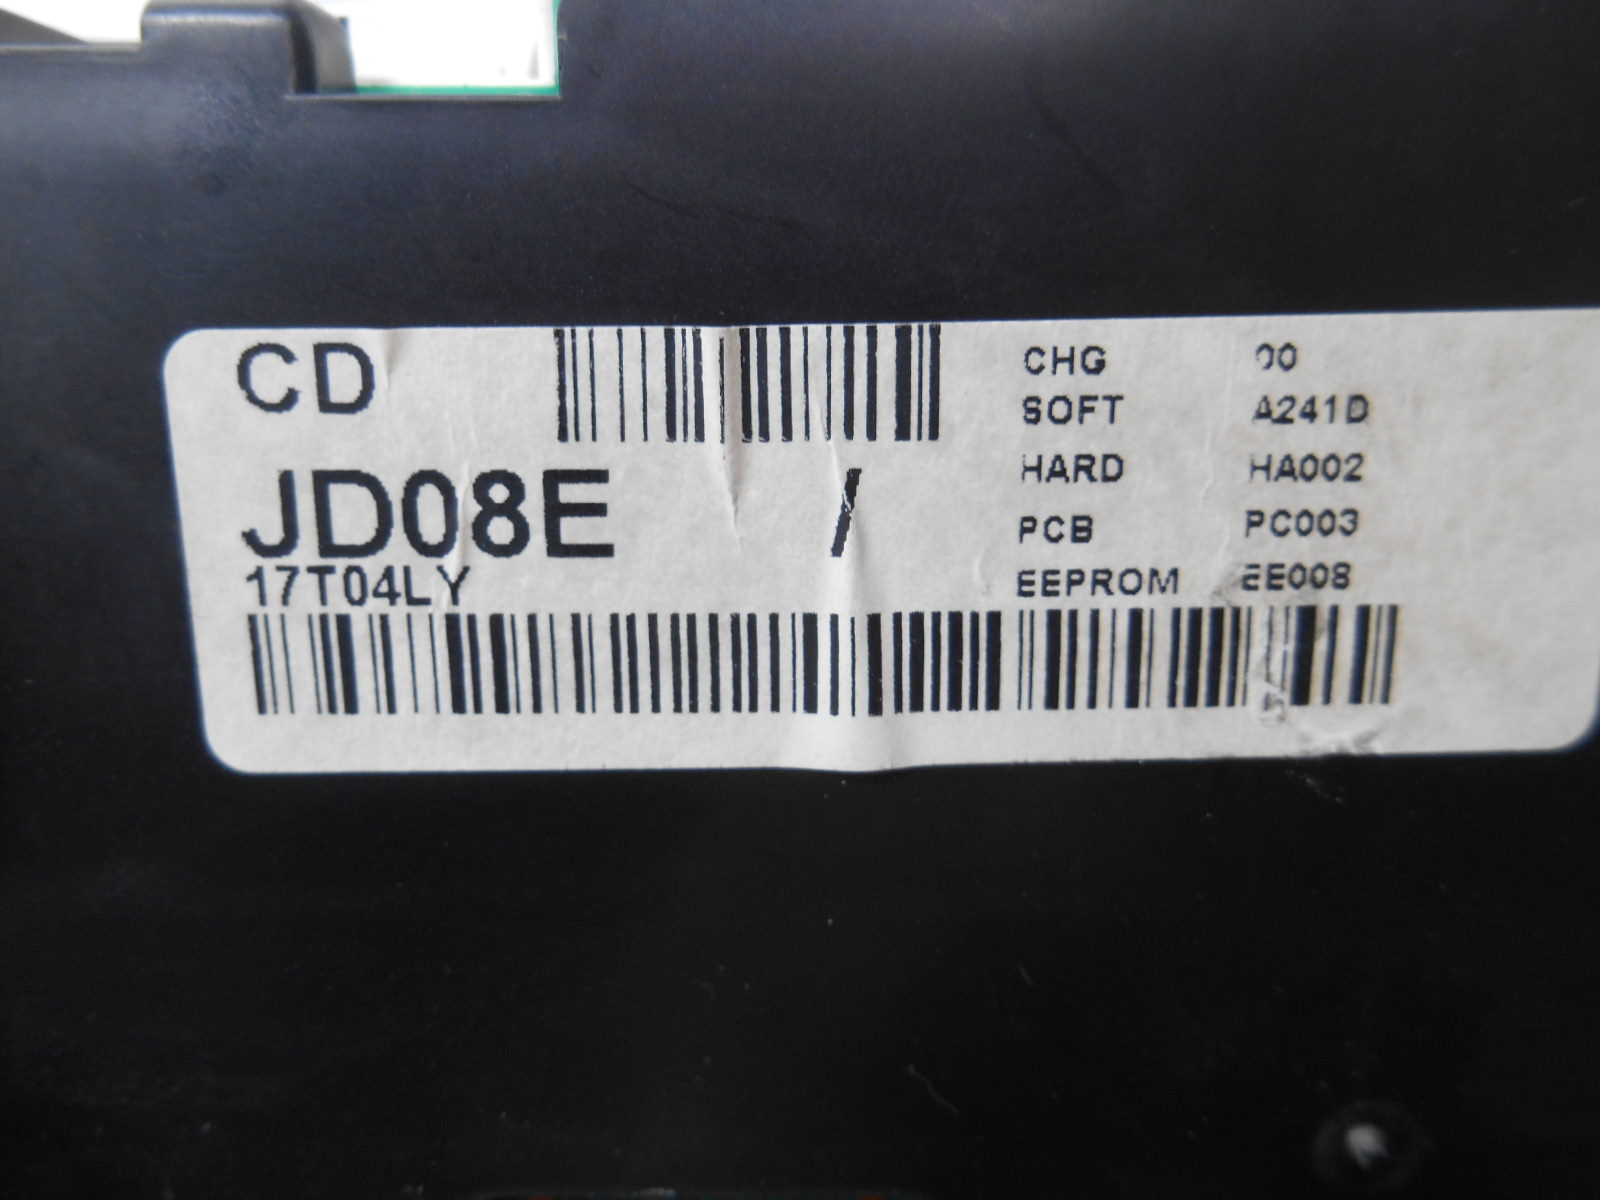 CD
JD08E /
17T04LY
CHG 00
SOFT A241D
HARD HA002
PCB PC003
EEPROM EE008